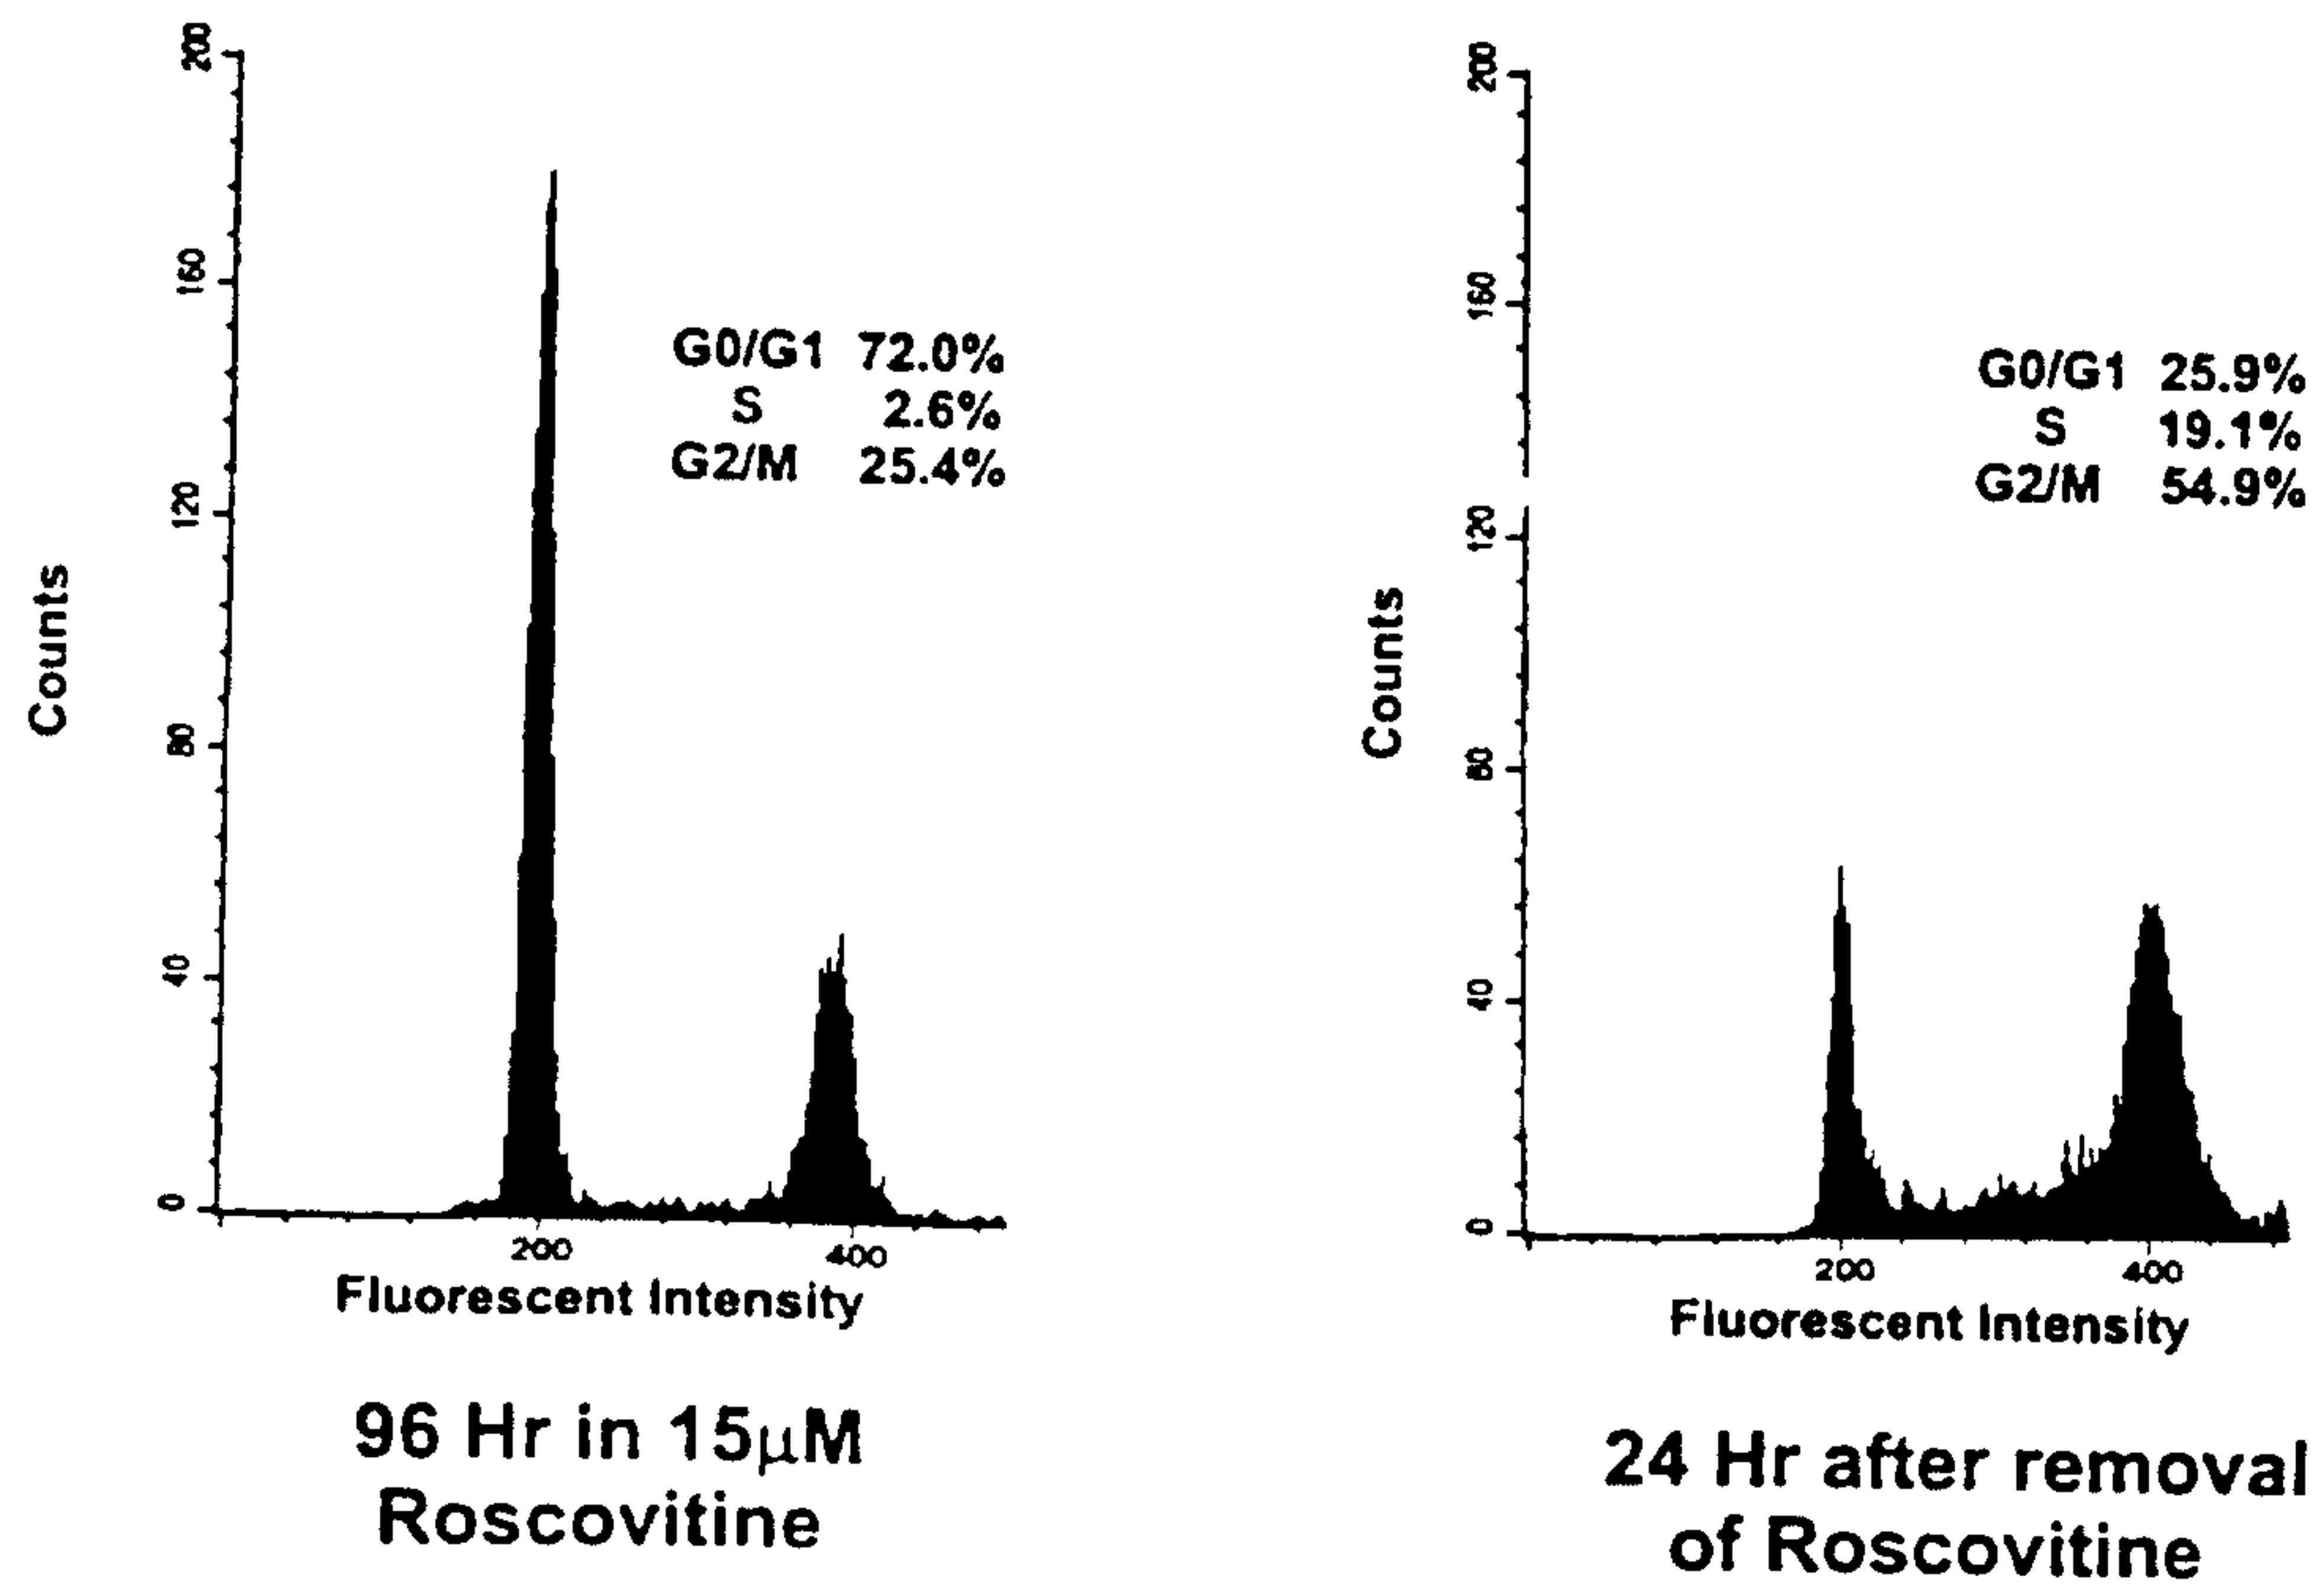 200
160
120
80
40
0
Counts
G0/G1 72.0%
S 2.6%
G2/M 25.4%
200 400
Fluorescent Intensity
96 Hr in 15μM
Roscovitine
200
160
120
80
40
0
Counts
G0/G1 25.9%
S 19.1%
G2/M 54.9%
200 400
Fluorescent Intensity
24 Hr after removal
of Roscovitine